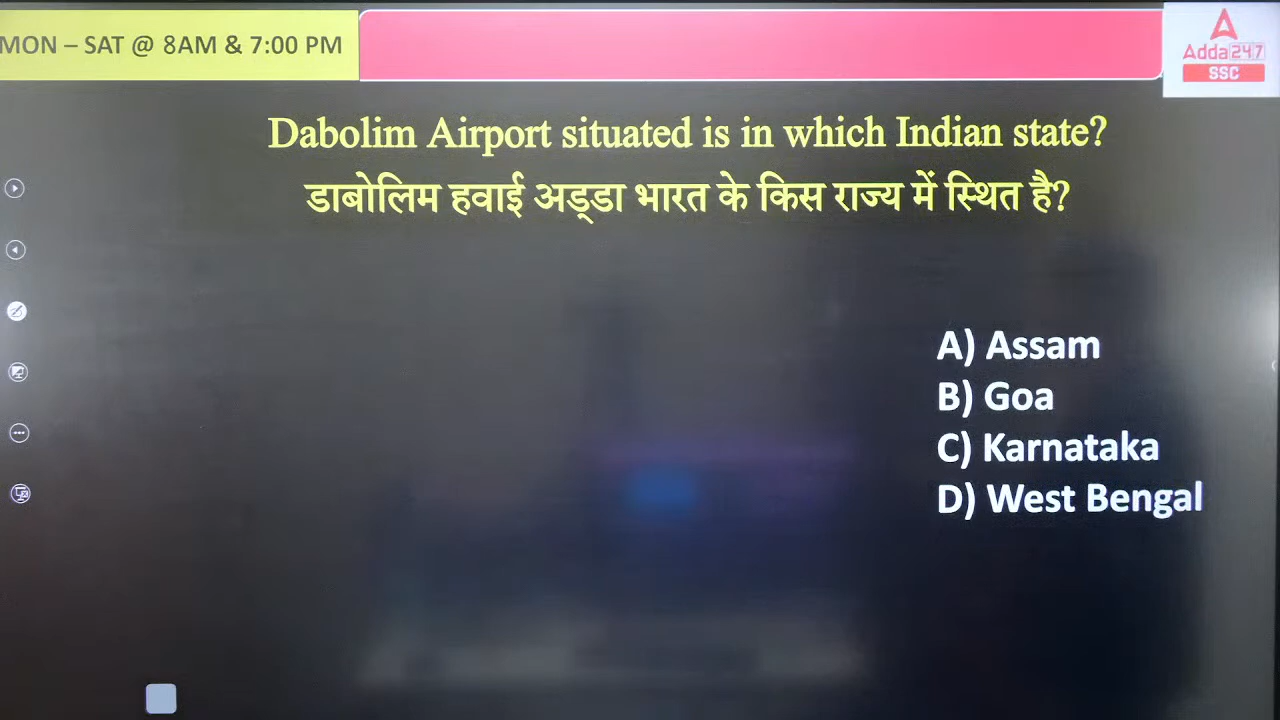 MON – SAT @ 8AM & 7:00 PM
Adda247
SSC
Dabolim Airport situated is in which Indian state?
डाबोलिम हवाई अड्डा भारत के किस राज्य में स्थित है?
A) Assam
B) Goa
C) Karnataka
D) West Bengal